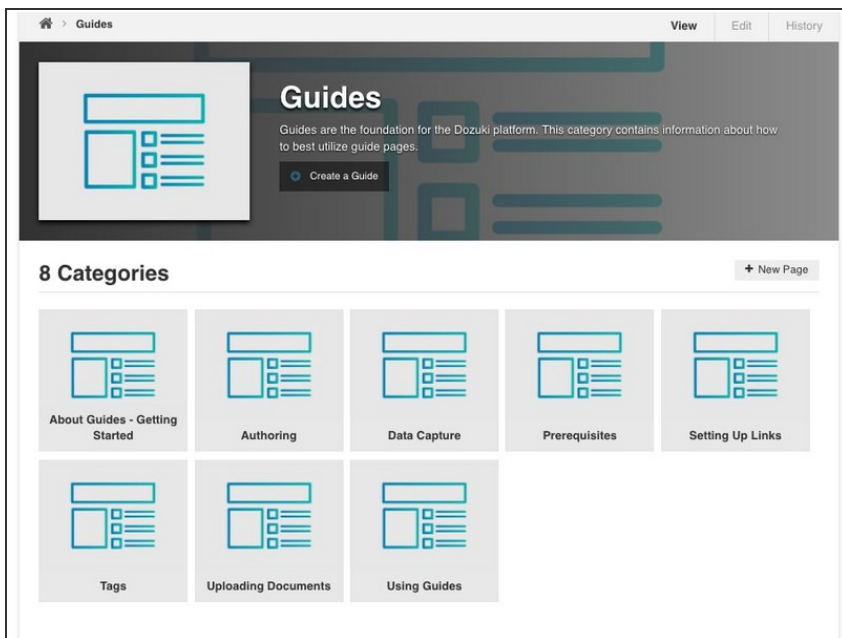 > Guides
View Edit History
Guides
Guides are the foundation for the Dozuki platform. This category contains information about how
to best utilize guide pages.
Create a Guide
8 Categories
+ New Page
About Guides - Getting
Started
Authoring
Data Capture
Prerequisites
Setting Up Links
Tags
Uploading Documents
Using Guides